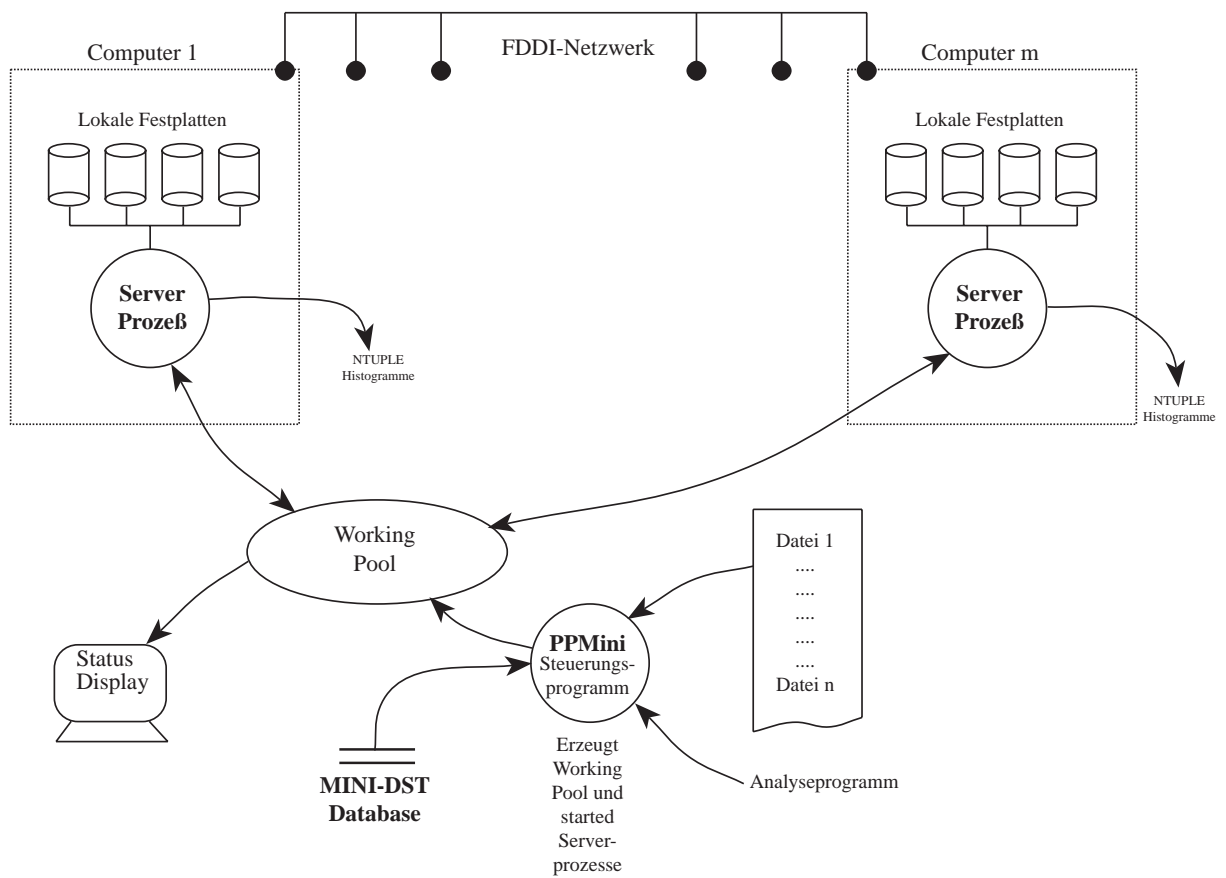 FDDI-Netzwerk
Computer 1
Computer m
Lokale Festplatten
Lokale Festplatten
Server
Prozeß
Server
Prozeß
NTUPLE
Histogramme
NTUPLE
Histogramme
Working
Pool
Datei 1
....
....
....
....
....
Datei n
PPMini
Steuerungs-
programm
Status
Display
MINI-DST
Database
Erzeugt
Working
Pool und
started
Server-
prozesse
Analyseprogramm